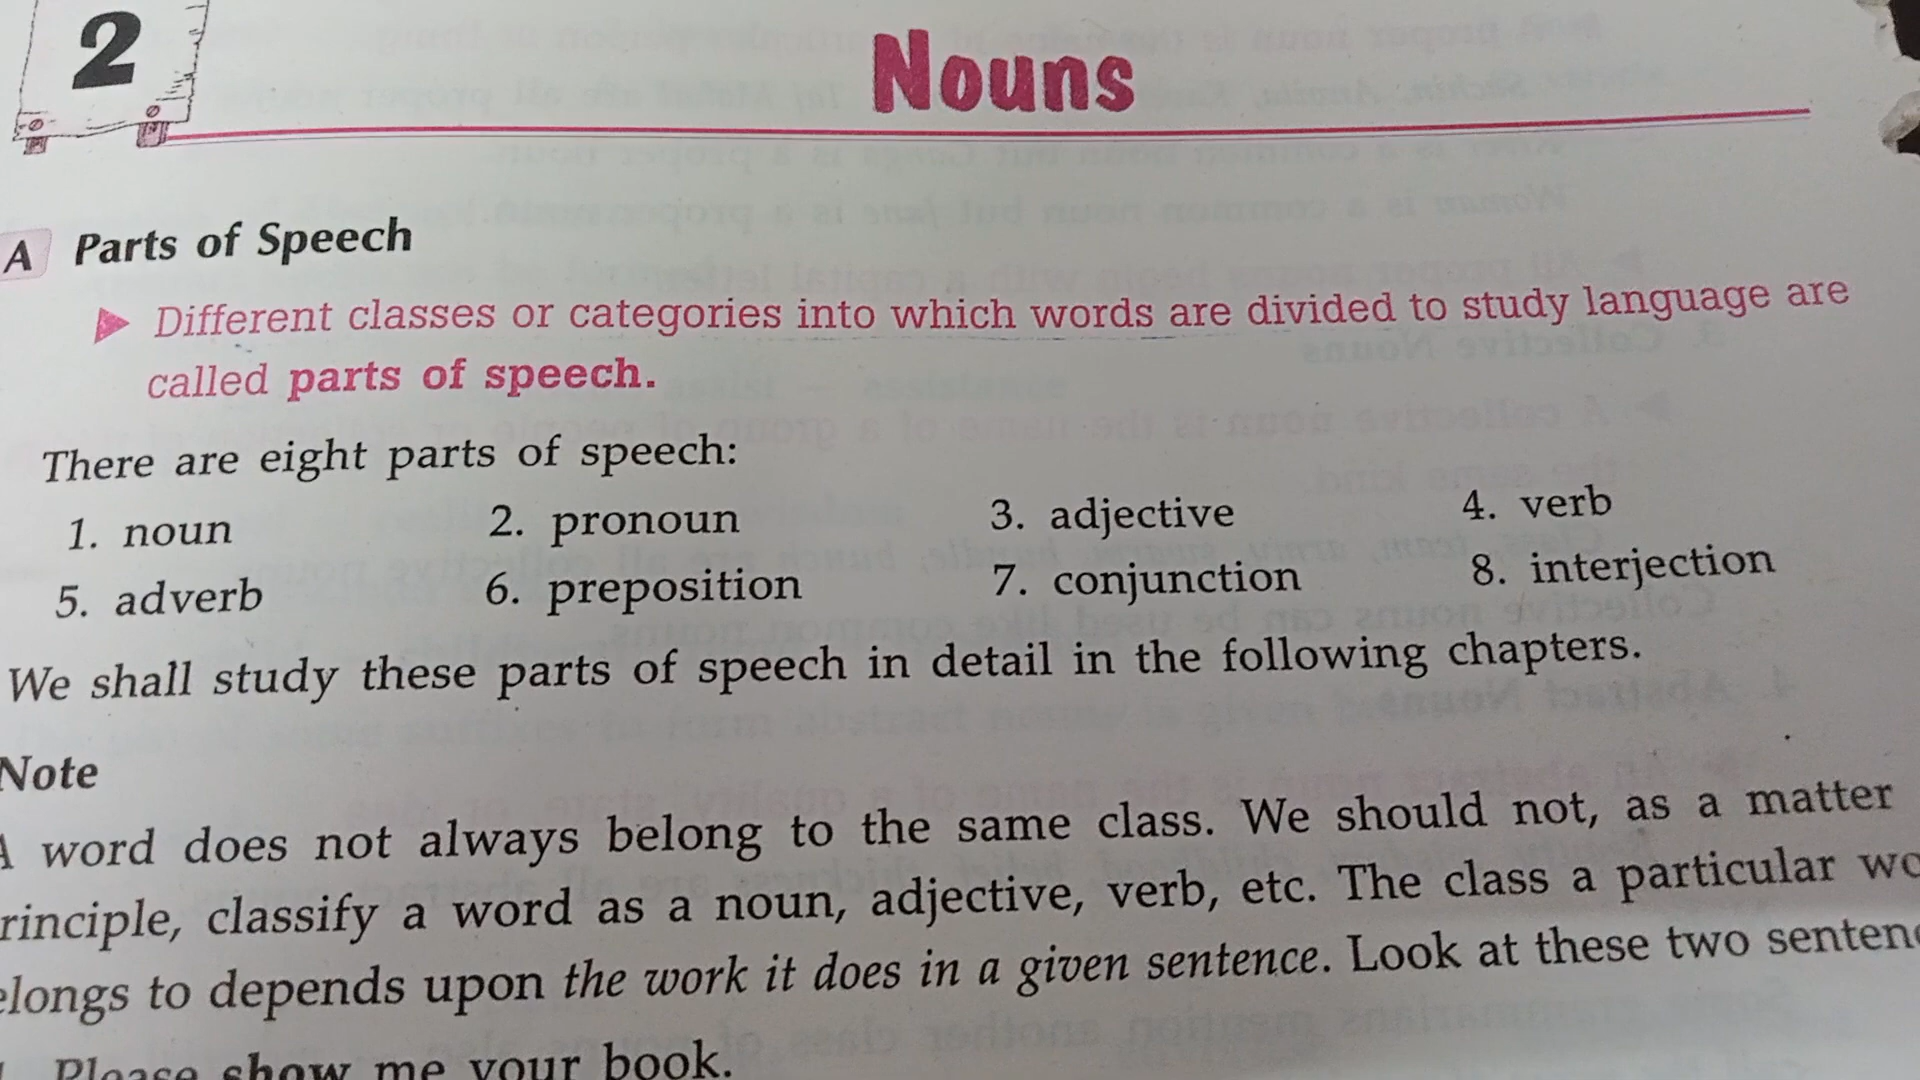 2
Nouns
A Parts of Speech
Different classes or categories into which words are divided to study language are
called parts of speech.
There are eight parts of speech:
1. noun 2. pronoun 3. adjective 4. verb
5. adverb 6. preposition 7. conjunction 8. interjection
We shall study these parts of speech in detail in the following chapters.
Note
A word does not always belong to the same class. We should not, as a matter
rinciple, classify a word as a noun, adjective, verb, etc. The class a particular wo
elongs to depends upon the work it does in a given sentence. Look at these two sentenc
Please show me your book.